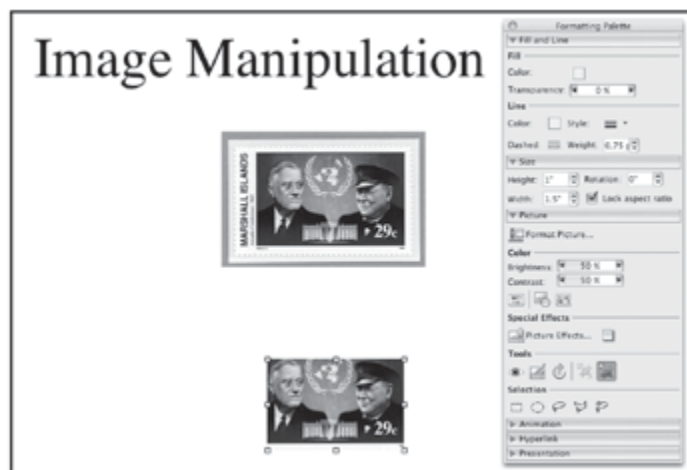 Image Manipulation
MARSHALL ISLANDS
29c
29c
Formatting Palette
Fill and Line
Fill
Color:
Transparency: 0 %
Line
Color: Style:
Dashed: Weight: 0.75
Size
Height: 1" Rotation: 0°
Width: 1.5" Lock aspect ratio
Picture
Format Picture...
Color
Brightness: 50 %
Contrast: 50 %
Special Effects
Picture Effects...
Tools
Selection
Animation
Hyperlink
Presentation